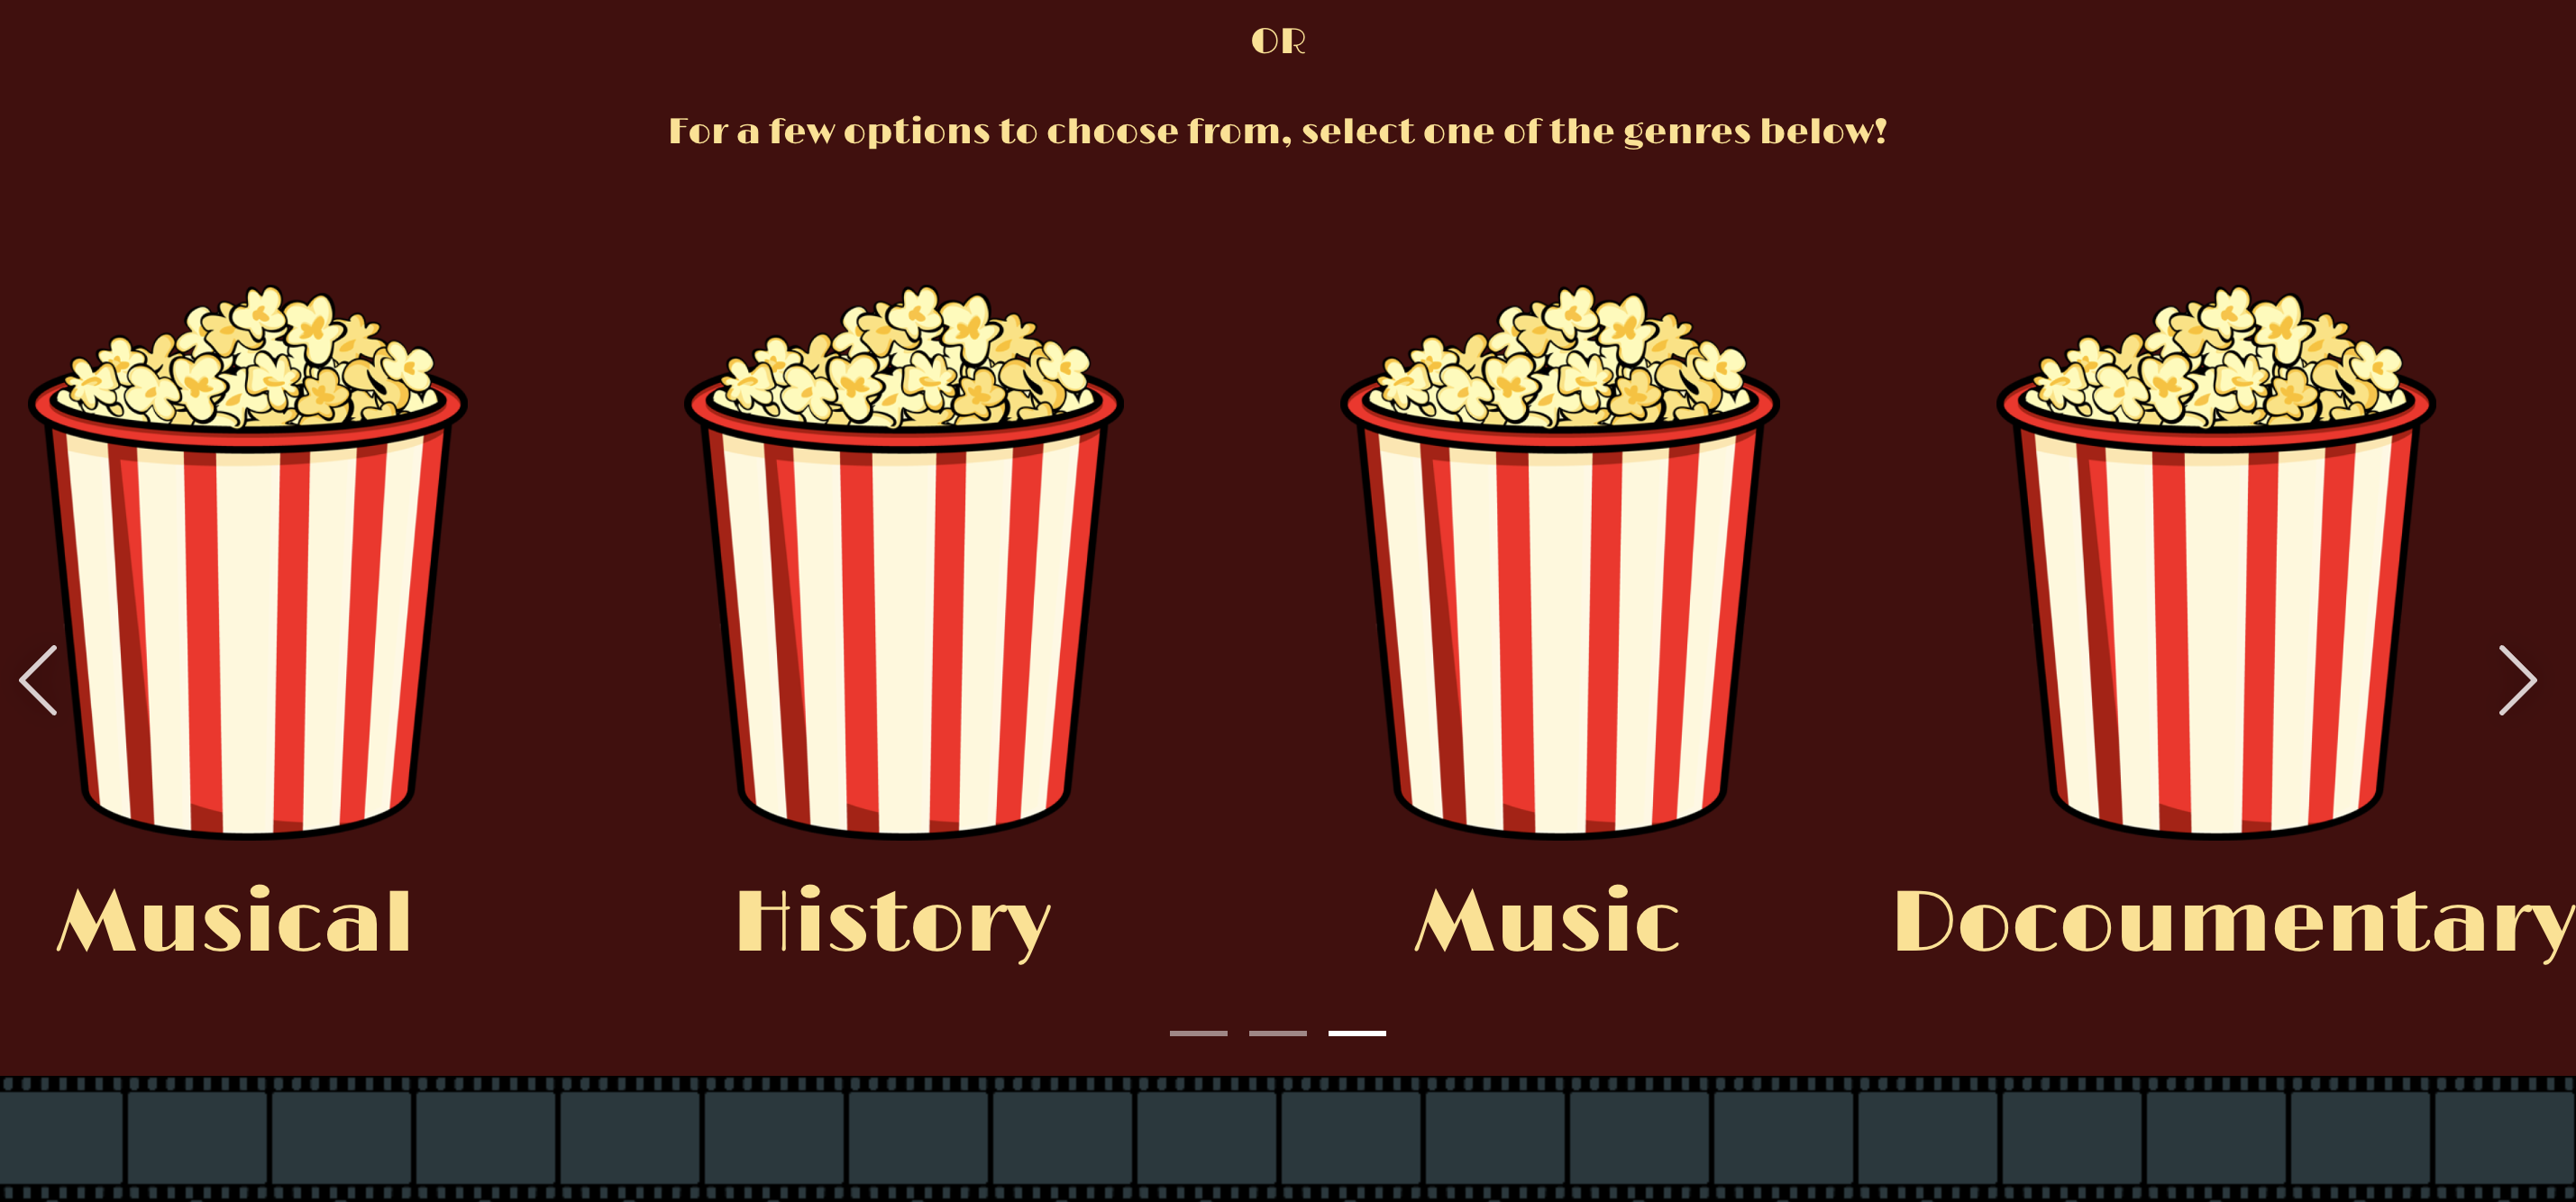 OR
For a few options to choose from, select one of the genres below!
Musical
History
Music
Docoumentary